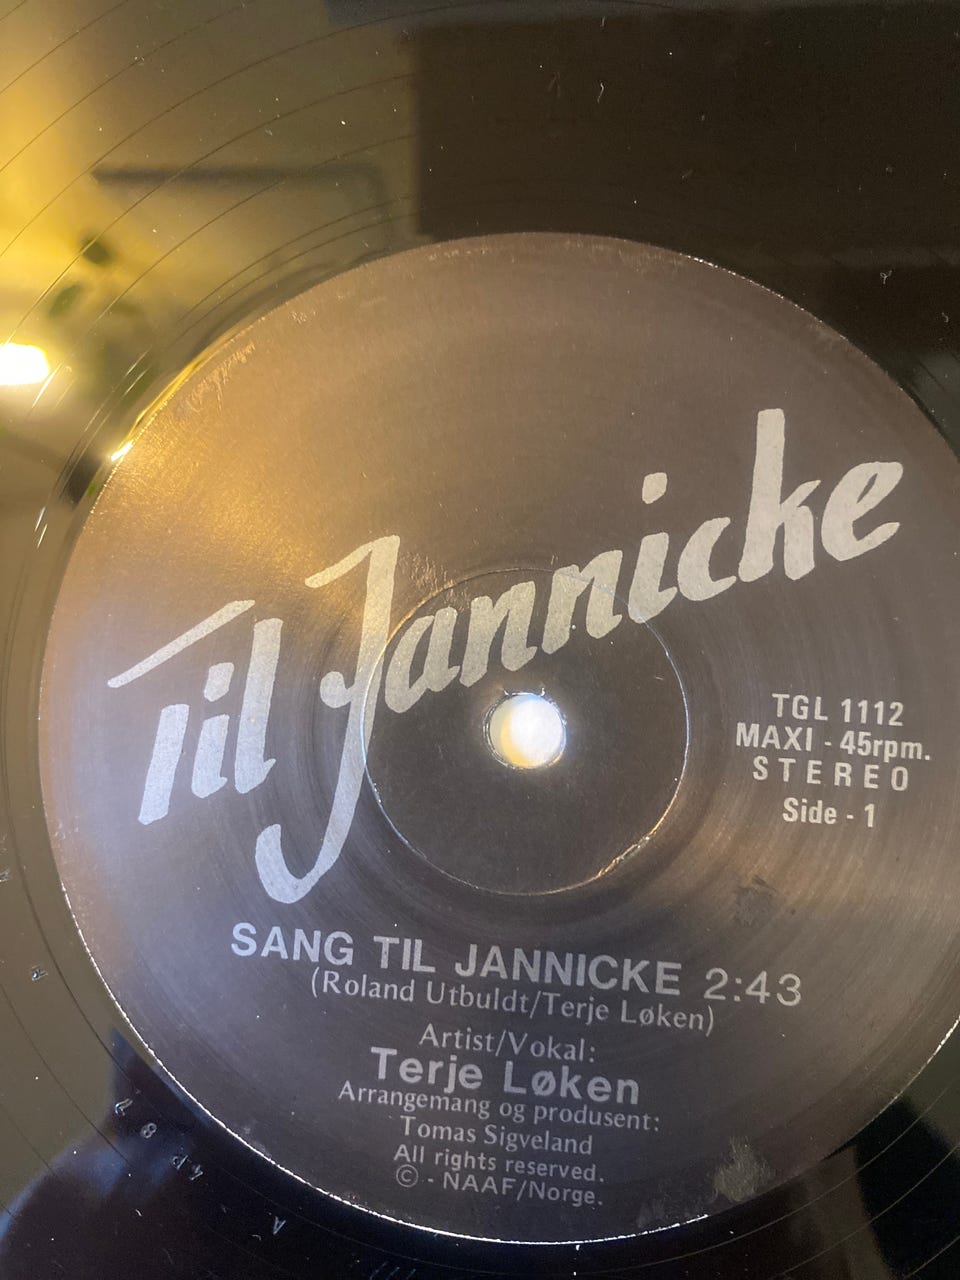 Til Jannicke
TGL 1112
MAXI - 45rpm.
STEREO
Side - 1
SANG TIL JANNICKE 2:43
(Roland Utbuldt/Terje Løken)
Artist/Vokal:
Terje Løken
Arrangemang og produsent:
Tomas Sigveland
All rights reserved.
© - NAAF/Norge.